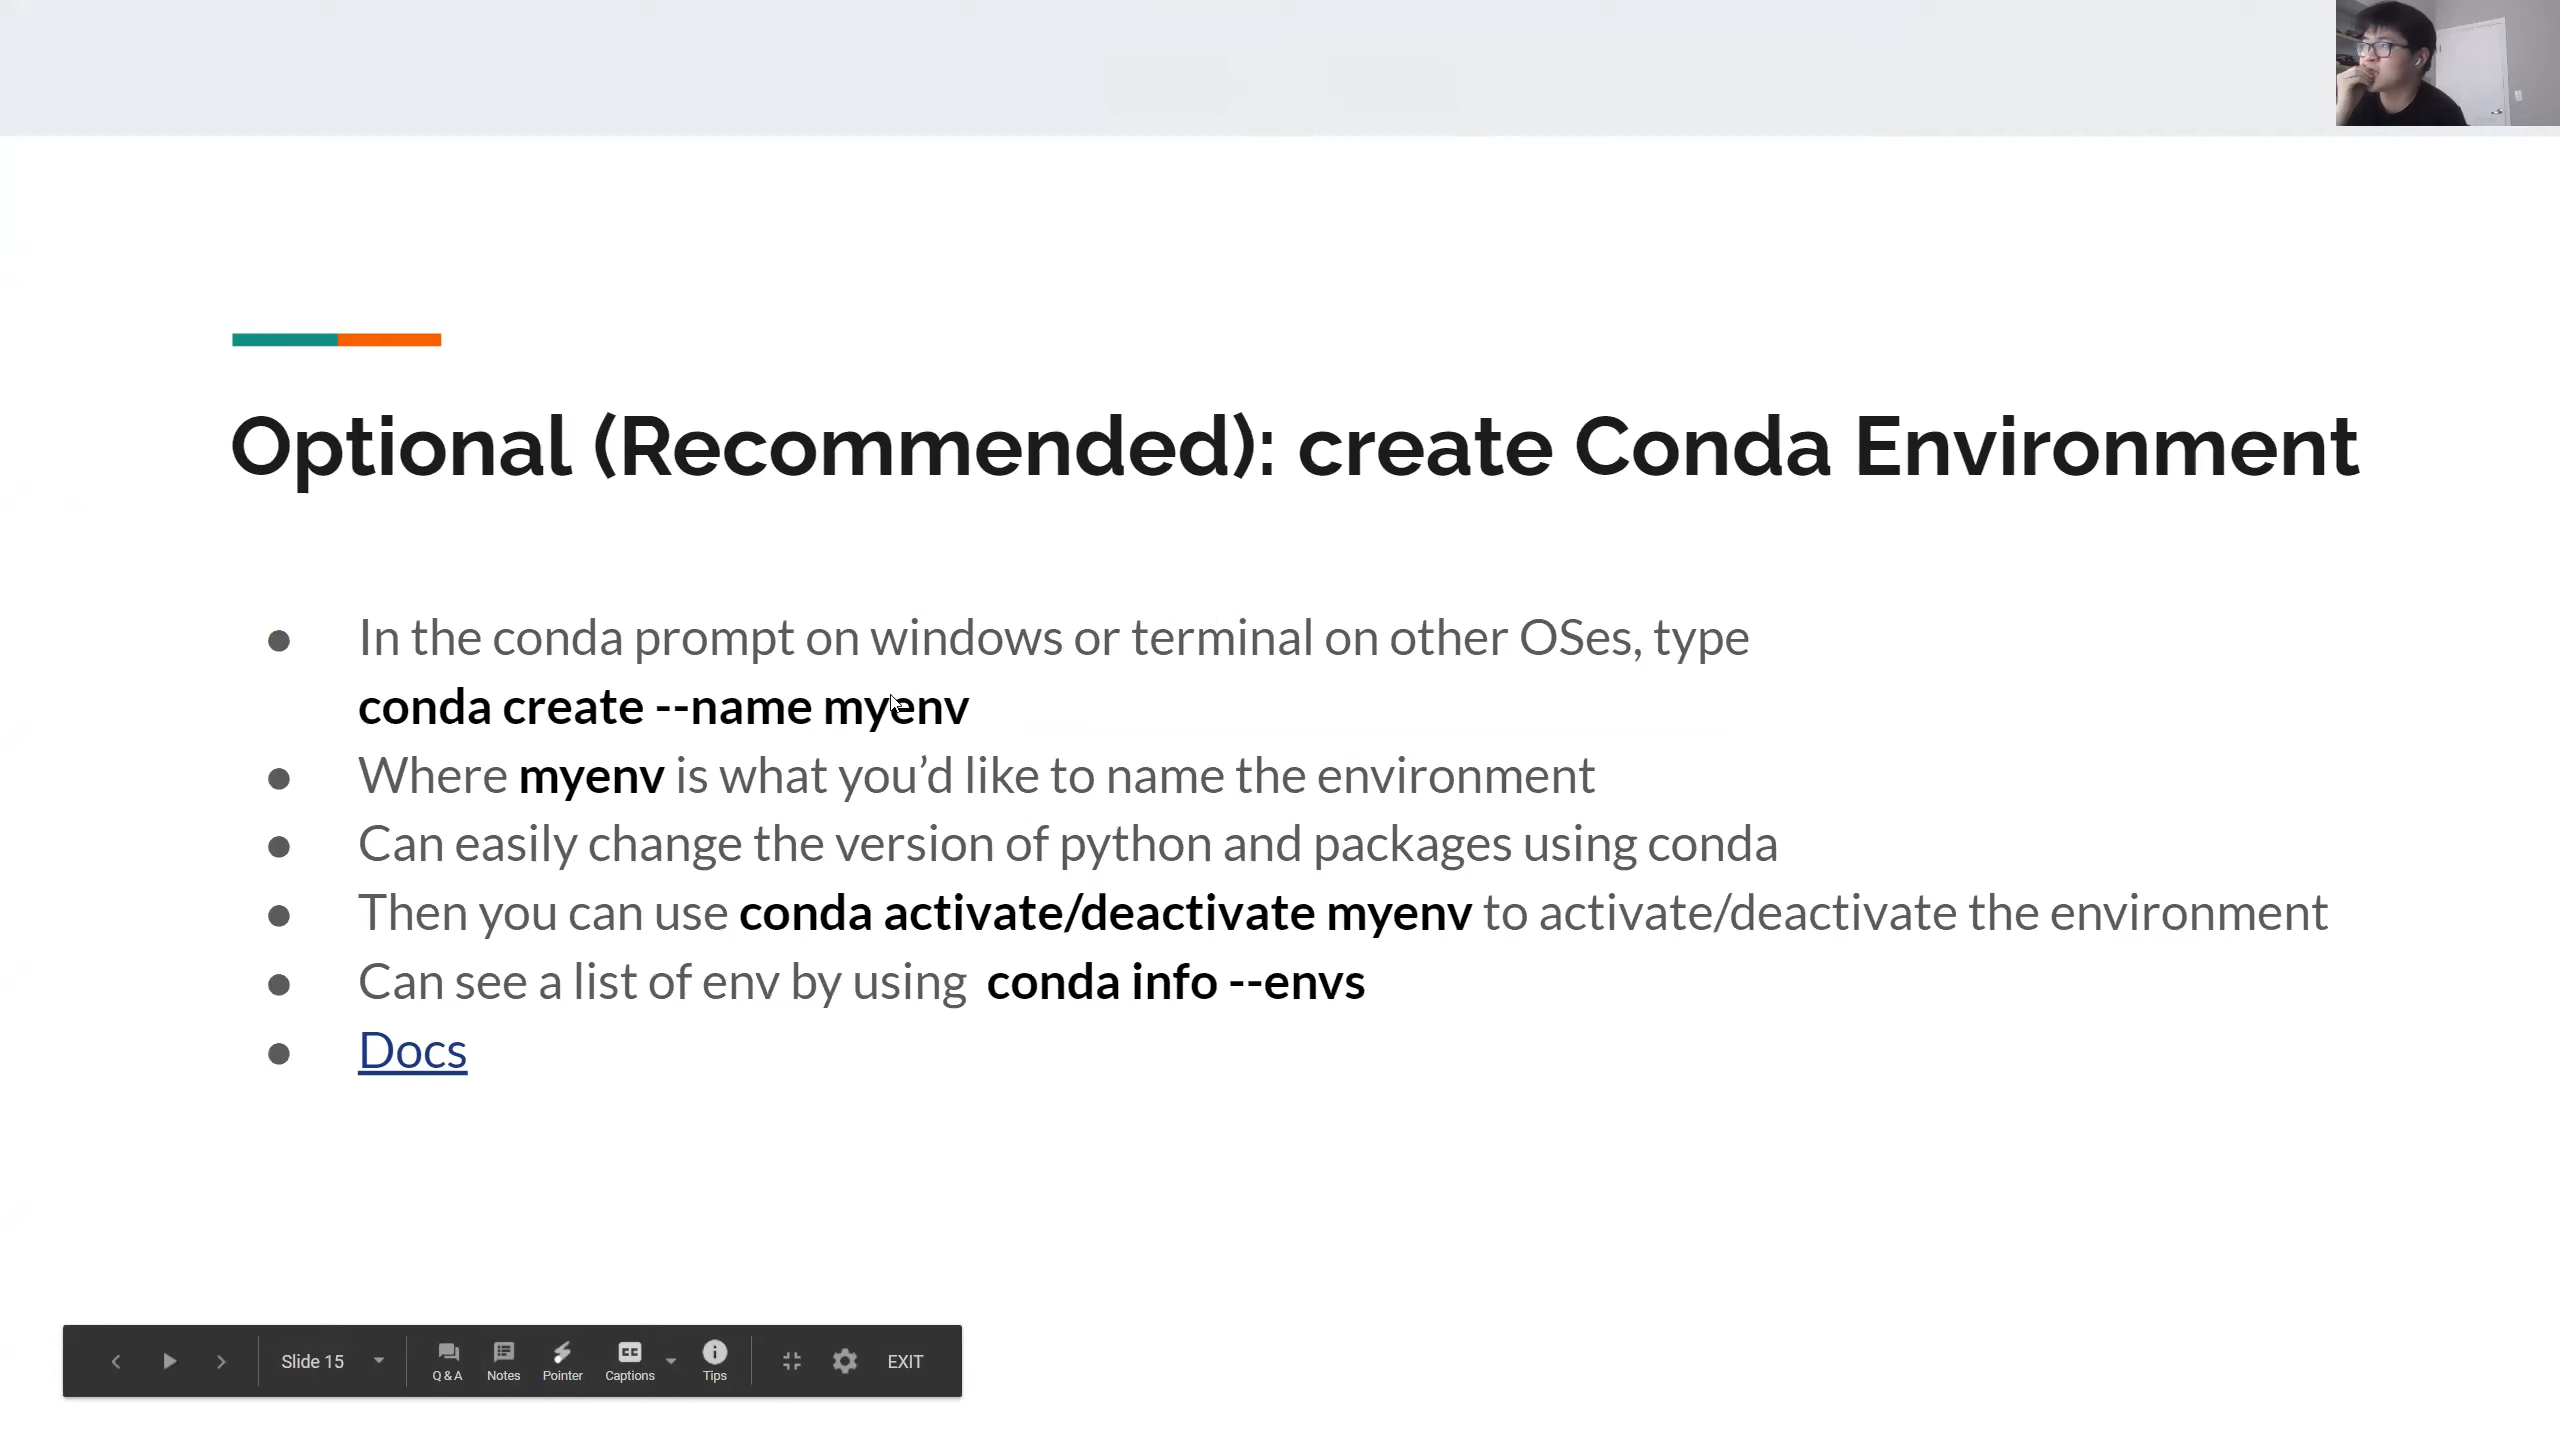 Optional (Recommended): create Conda Environment
● In the conda prompt on windows or terminal on other OSes, type
conda create --name myenv
● Where myenv is what you’d like to name the environment
● Can easily change the version of python and packages using conda
● Then you can use conda activate/deactivate myenv to activate/deactivate the environment
● Can see a list of env by using conda info --envs
● Docs
Slide 15
Q & A
Notes
Pointer
Captions
Tips
EXIT